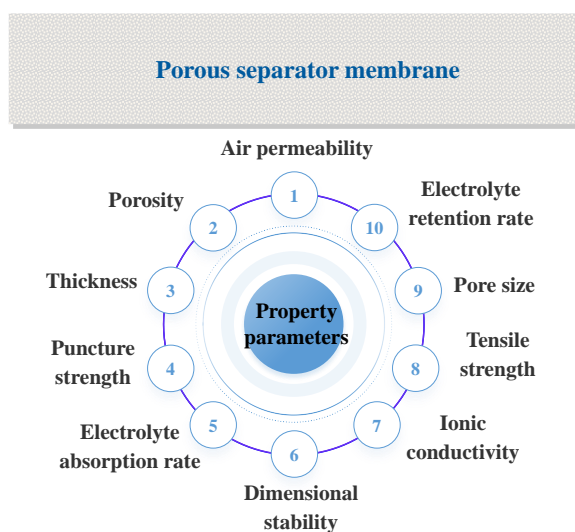 Porous separator membrane
Air permeability
1
Electrolyte
retention rate
10
Porosity
2
Thickness
3
Pore size
9
Property
parameters
Puncture
strength
4
Tensile
strength
8
Electrolyte
absorption rate
5
Ionic
conductivity
7
6
Dimensional
stability